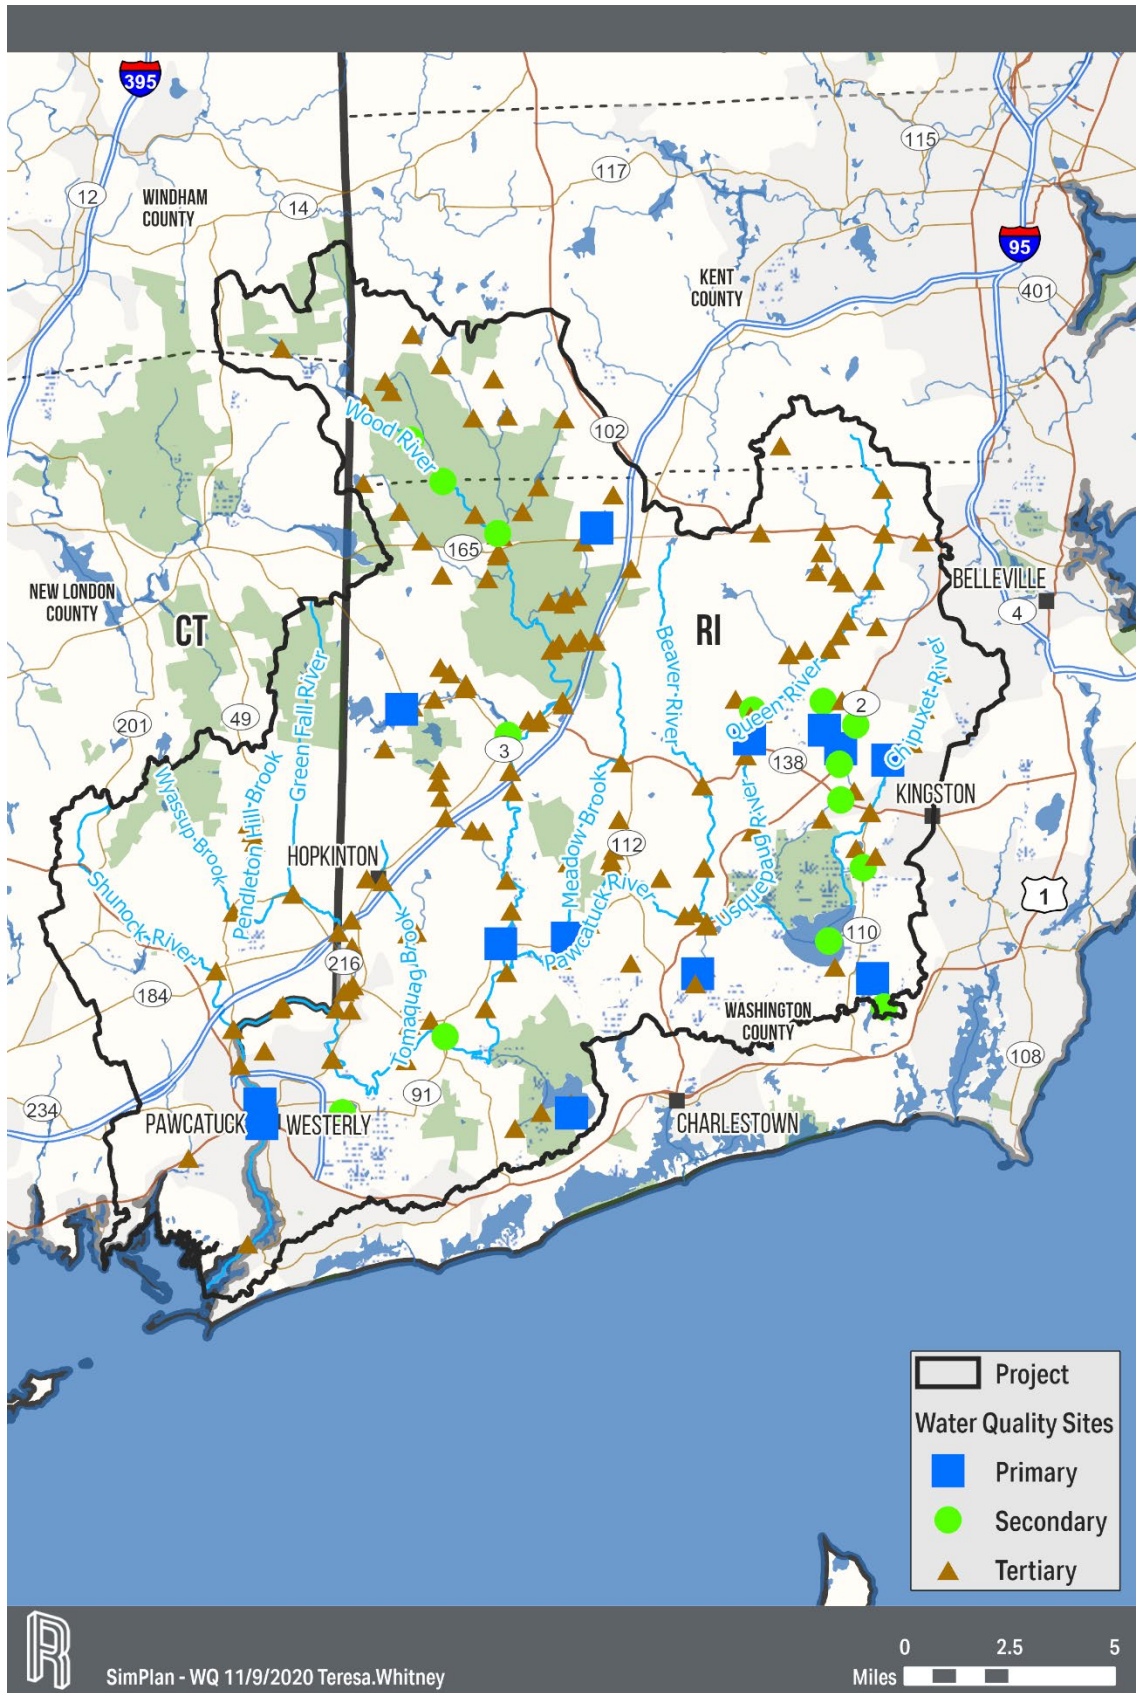 395
115
117
12
WINDHAM
COUNTY
14
95
KENT
COUNTY
401
Wood River
102
165
BELLEVILLE
NEW LONDON
COUNTY
CT
RI
4
Green Fall River
Beaver River
Queen River
Chipuxet River
201
49
2
3
138
Wyassup Brook
Pendleton Hill Brook
Meadow Brook
Usquepaug River
KINGSTON
HOPKINTON
112
Shunock River
Pawcatuck River
1
Tomaquag Brook
110
216
184
WASHINGTON
COUNTY
108
91
234
PAWCATUCK
WESTERLY
CHARLESTOWN
Project
Water Quality Sites
Primary
Secondary
Tertiary
R
SimPlan - WQ 11/9/2020 Teresa.Whitney
0 2.5 5
Miles